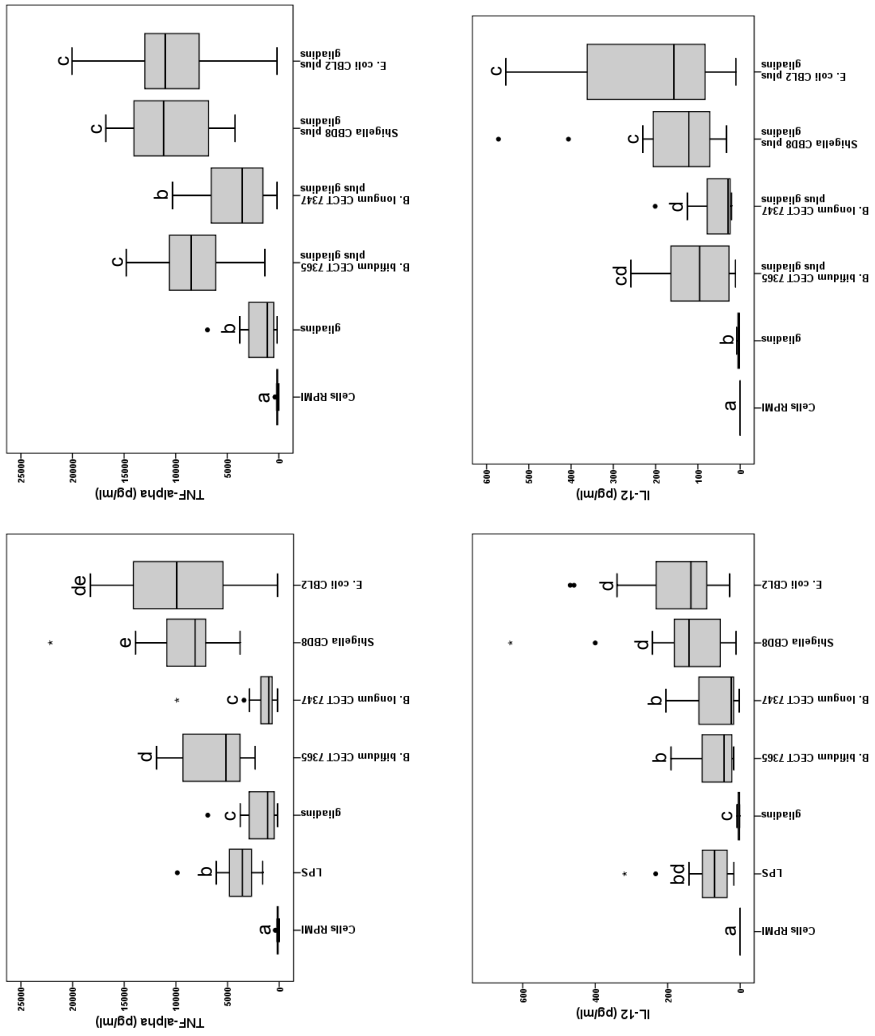 TNF-alpha (pg/ml)
25000
20000
15000
10000
5000
0
a
b
c
d
c
e
de
*
*
Cells RPMI
LPS
gliadins
B. bifidum CECT 7365
B. longum CECT 7347
Shigella CBD8
E. coli CBL2
TNF-alpha (pg/ml)
25000
20000
15000
10000
5000
0
a
b
c
b
c
c
Cells RPMI
gliadins
B. bifidum CECT 7365
plus gliadins
B. longum CECT 7347
plus gliadins
Shigella CBD8 plus
gliadins
E. coli CBL2 plus
gliadins
IL-12 (pg/ml)
600
400
200
0
a
bd
c
b
b
d
d
*
*
Cells RPMI
LPS
gliadins
B. bifidum CECT 7365
B. longum CECT 7347
Shigella CBD8
E. coli CBL2
IL-12 (pg/ml)
600
500
400
300
200
100
0
a
b
cd
d
c
c
Cells RPMI
gliadins
B. bifidum CECT 7365
plus gliadins
B. longum CECT 7347
plus gliadins
Shigella CBD8 plus
gliadins
E. coli CBL2 plus
gliadins